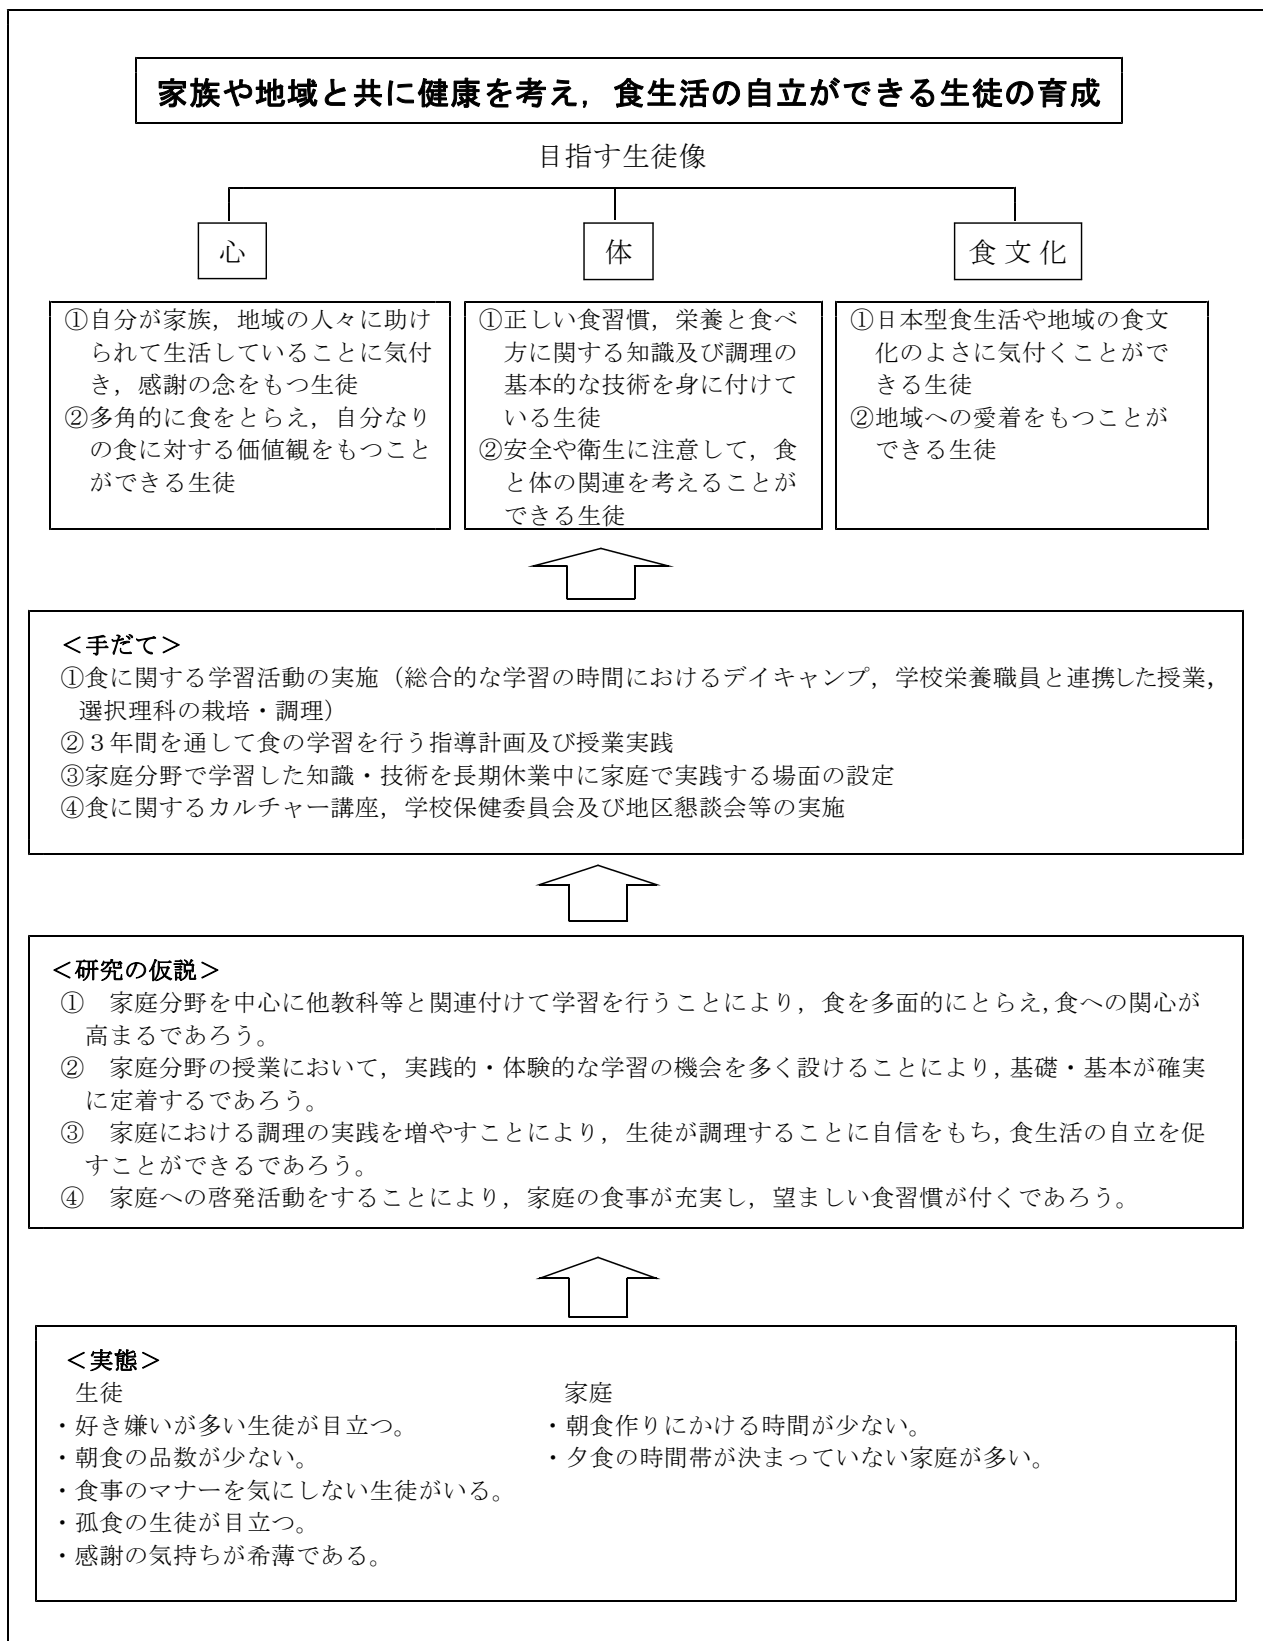 家族や地域と共に健康を考え，食生活の自立ができる生徒の育成
目指す生徒像
心
体
食文化
①自分が家族，地域の人々に助け
られて生活していることに気付
き，感謝の念をもつ生徒
②多角的に食をとらえ，自分なり
の食に対する価値観をもつこと
ができる生徒
①正しい食習慣，栄養と食べ
方に関する知識及び調理の
基本的な技術を身に付けて
いる生徒
②安全や衛生に注意して，食
と体の関連を考えることが
できる生徒
①日本型食生活や地域の食文
化のよさに気付くことがで
きる生徒
②地域への愛着をもつことが
できる生徒
＜手だて＞
①食に関する学習活動の実施（総合的な学習の時間におけるデイキャンプ，学校栄養職員と連携した授業，
選択理科の栽培・調理）
②３年間を通して食の学習を行う指導計画及び授業実践
③家庭分野で学習した知識・技術を長期休業中に家庭で実践する場面の設定
④食に関するカルチャー講座，学校保健委員会及び地区懇談会等の実施
＜研究の仮説＞
①　家庭分野を中心に他教科等と関連付けて学習を行うことにより，食を多面的にとらえ，食への関心が
高まるであろう。
②　家庭分野の授業において，実践的・体験的な学習の機会を多く設けることにより，基礎・基本が確実
に定着するであろう。
③　家庭における調理の実践を増やすことにより，生徒が調理することに自信をもち，食生活の自立を促
すことができるであろう。
④　家庭への啓発活動をすることにより，家庭の食事が充実し，望ましい食習慣が付くであろう。
＜実態＞
生徒
・好き嫌いが多い生徒が目立つ。
・朝食の品数が少ない。
・食事のマナーを気にしない生徒がいる。
・孤食の生徒が目立つ。
・感謝の気持ちが希薄である。
家庭
・朝食作りにかける時間が少ない。
・夕食の時間帯が決まっていない家庭が多い。